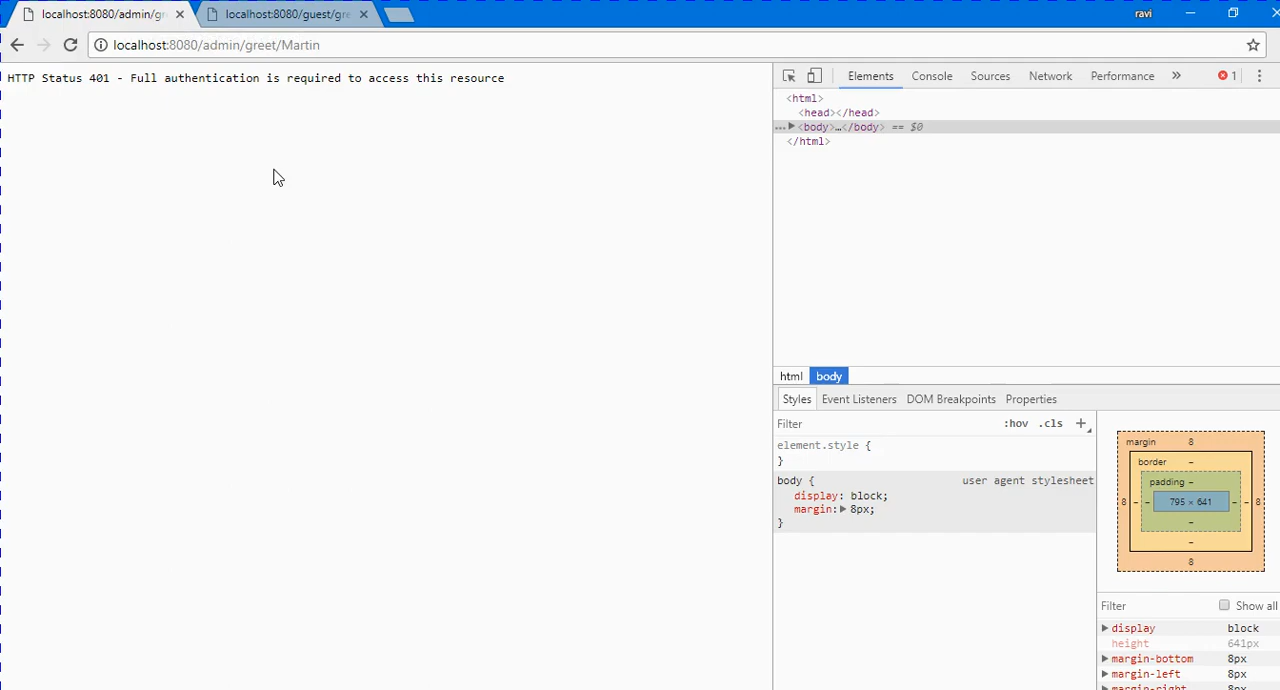 localhost:8080/admin/gr
localhost:8080/guest/gre
ravi
localhost:8080/admin/greet/Martin
HTTP Status 401 - Full authentication is required to access this resource
Elements Console Sources Network Performance » 1
<html>
<head></head>
...<body>…</body> == $0
</html>
html body
Styles Event Listeners DOM Breakpoints Properties
Filter :hov .cls +
element.style {
}
body { user agent stylesheet
display: block;
margin: 8px;
}
margin 8
border -
padding -
8 - - 795 × 641 - - 8
-
-
8
Filter Show all
display block
height 641px
margin-bottom 8px
margin-left 8px
margin-right 8px